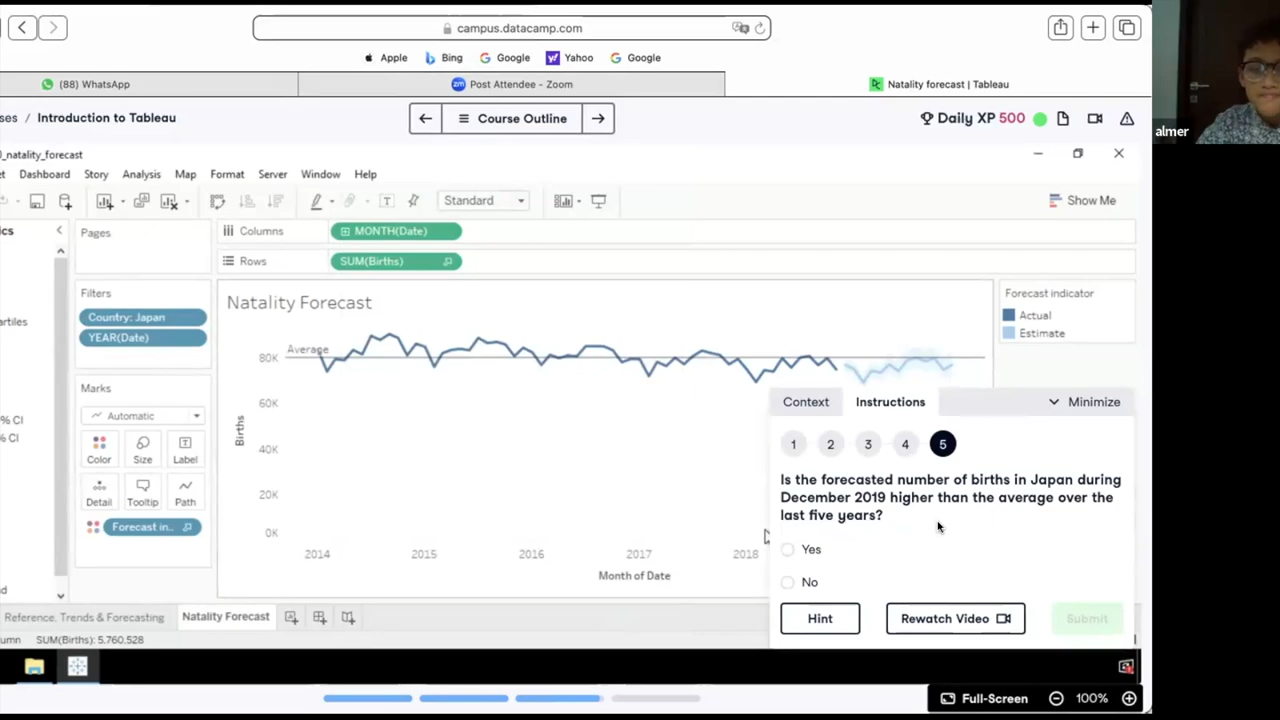 campus.datacamp.com
Apple Bing Google Yahoo Google
(88) WhatsApp Post Attendee - Zoom Natality forecast | Tableau
ses / Introduction to Tableau Course Outline Daily XP 500
almer
_natality_forecast
t Dashboard Story Analysis Map Format Server Window Help
Standard Show Me
cs Pages Columns MONTH(Date)
Rows SUM(Births)
Filters
Country: Japan
YEAR(Date)
artiles
Marks
Automatic
% CI
% CI
Color Size Label
Detail Tooltip Path
Forecast in..
Natality Forecast
Average
80K
60K
40K
20K
0K
Births
2014 2015 2016 2017 2018
Month of Date
Forecast indicator
Actual
Estimate
Context Instructions Minimize
1 2 3 4 5
Is the forecasted number of births in Japan during
December 2019 higher than the average over the
last five years?
Yes
No
Hint Rewatch Video Submit
d
Reference, Trends & Forecasting Natality Forecast
umn SUM(Births): 5.760.528
Full-Screen 100%